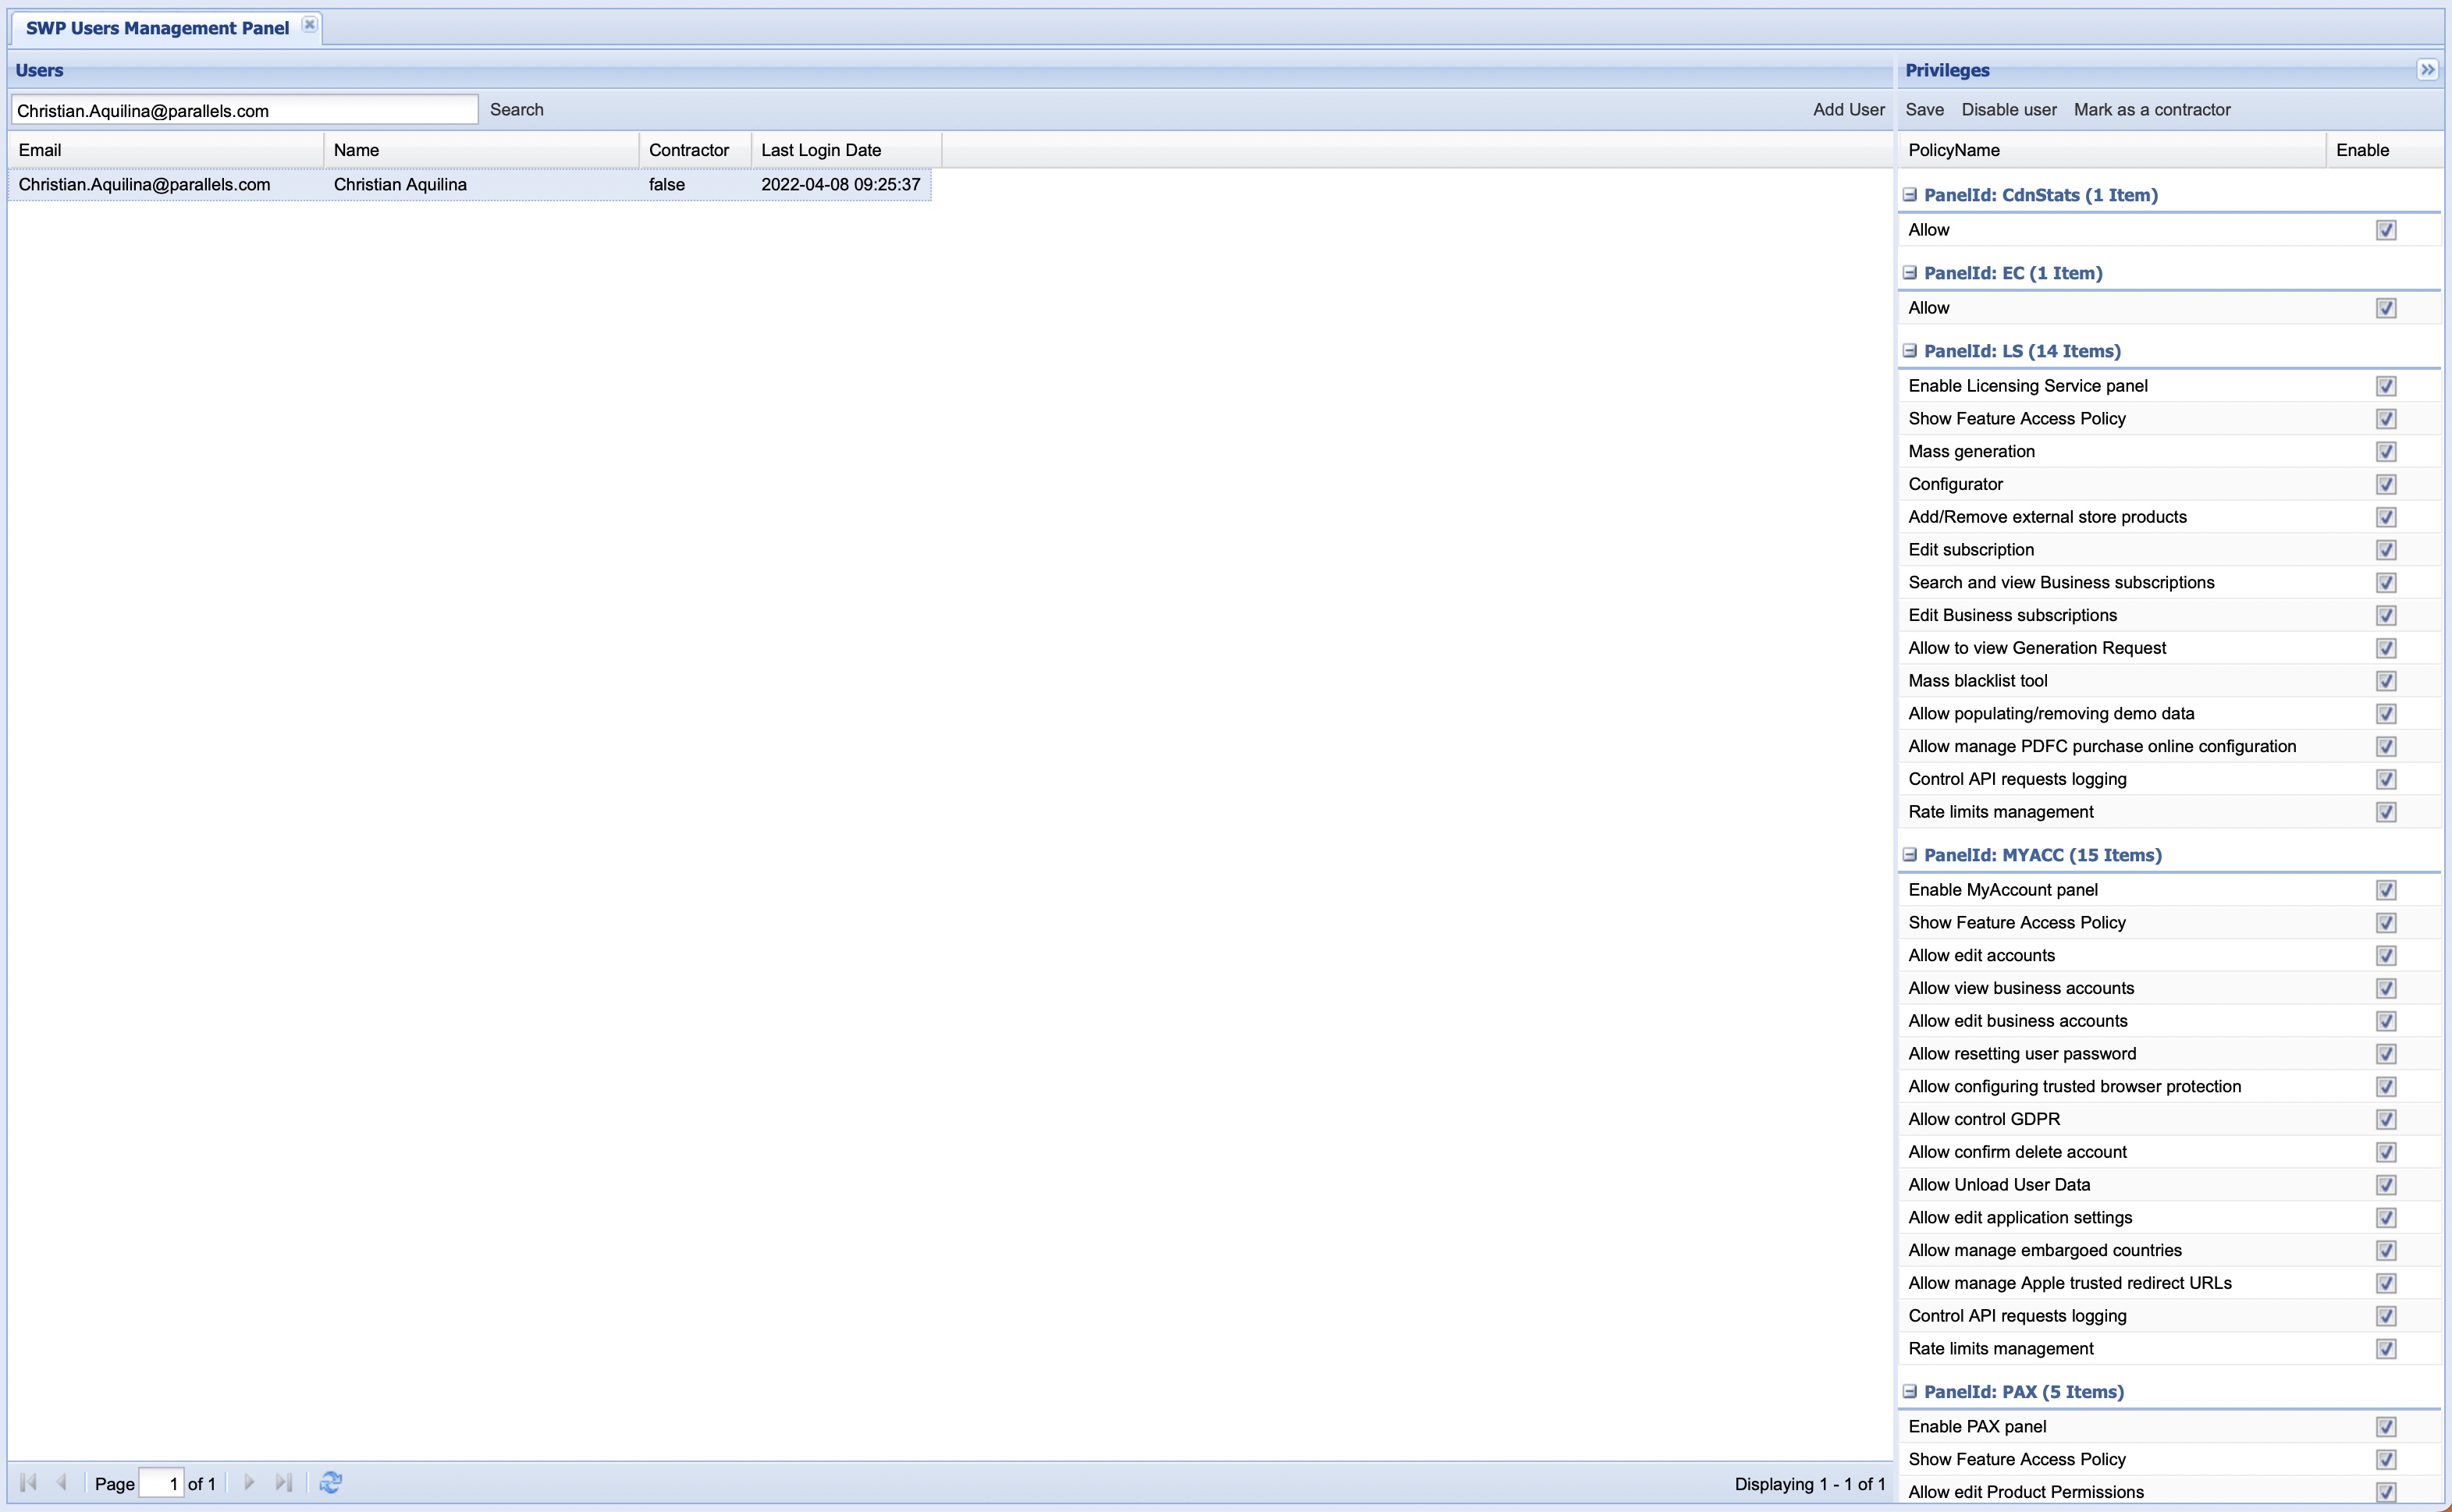 SWP Users Management Panel
Users
Christian.Aquilina@parallels.com Search Add User
Email Name Contractor Last Login Date
Christian.Aquilina@parallels.com Christian Aquilina false 2022-04-08 09:25:37
Page 1 of 1 Displaying 1 - 1 of 1
Privileges
Save Disable user Mark as a contractor
PolicyName Enable
PanelId: CdnStats (1 Item)
Allow
PanelId: EC (1 Item)
Allow
PanelId: LS (14 Items)
Enable Licensing Service panel
Show Feature Access Policy
Mass generation
Configurator
Add/Remove external store products
Edit subscription
Search and view Business subscriptions
Edit Business subscriptions
Allow to view Generation Request
Mass blacklist tool
Allow populating/removing demo data
Allow manage PDFC purchase online configuration
Control API requests logging
Rate limits management
PanelId: MYACC (15 Items)
Enable MyAccount panel
Show Feature Access Policy
Allow edit accounts
Allow view business accounts
Allow edit business accounts
Allow resetting user password
Allow configuring trusted browser protection
Allow control GDPR
Allow confirm delete account
Allow Unload User Data
Allow edit application settings
Allow manage embargoed countries
Allow manage Apple trusted redirect URLs
Control API requests logging
Rate limits management
PanelId: PAX (5 Items)
Enable PAX panel
Show Feature Access Policy
Allow edit Product Permissions